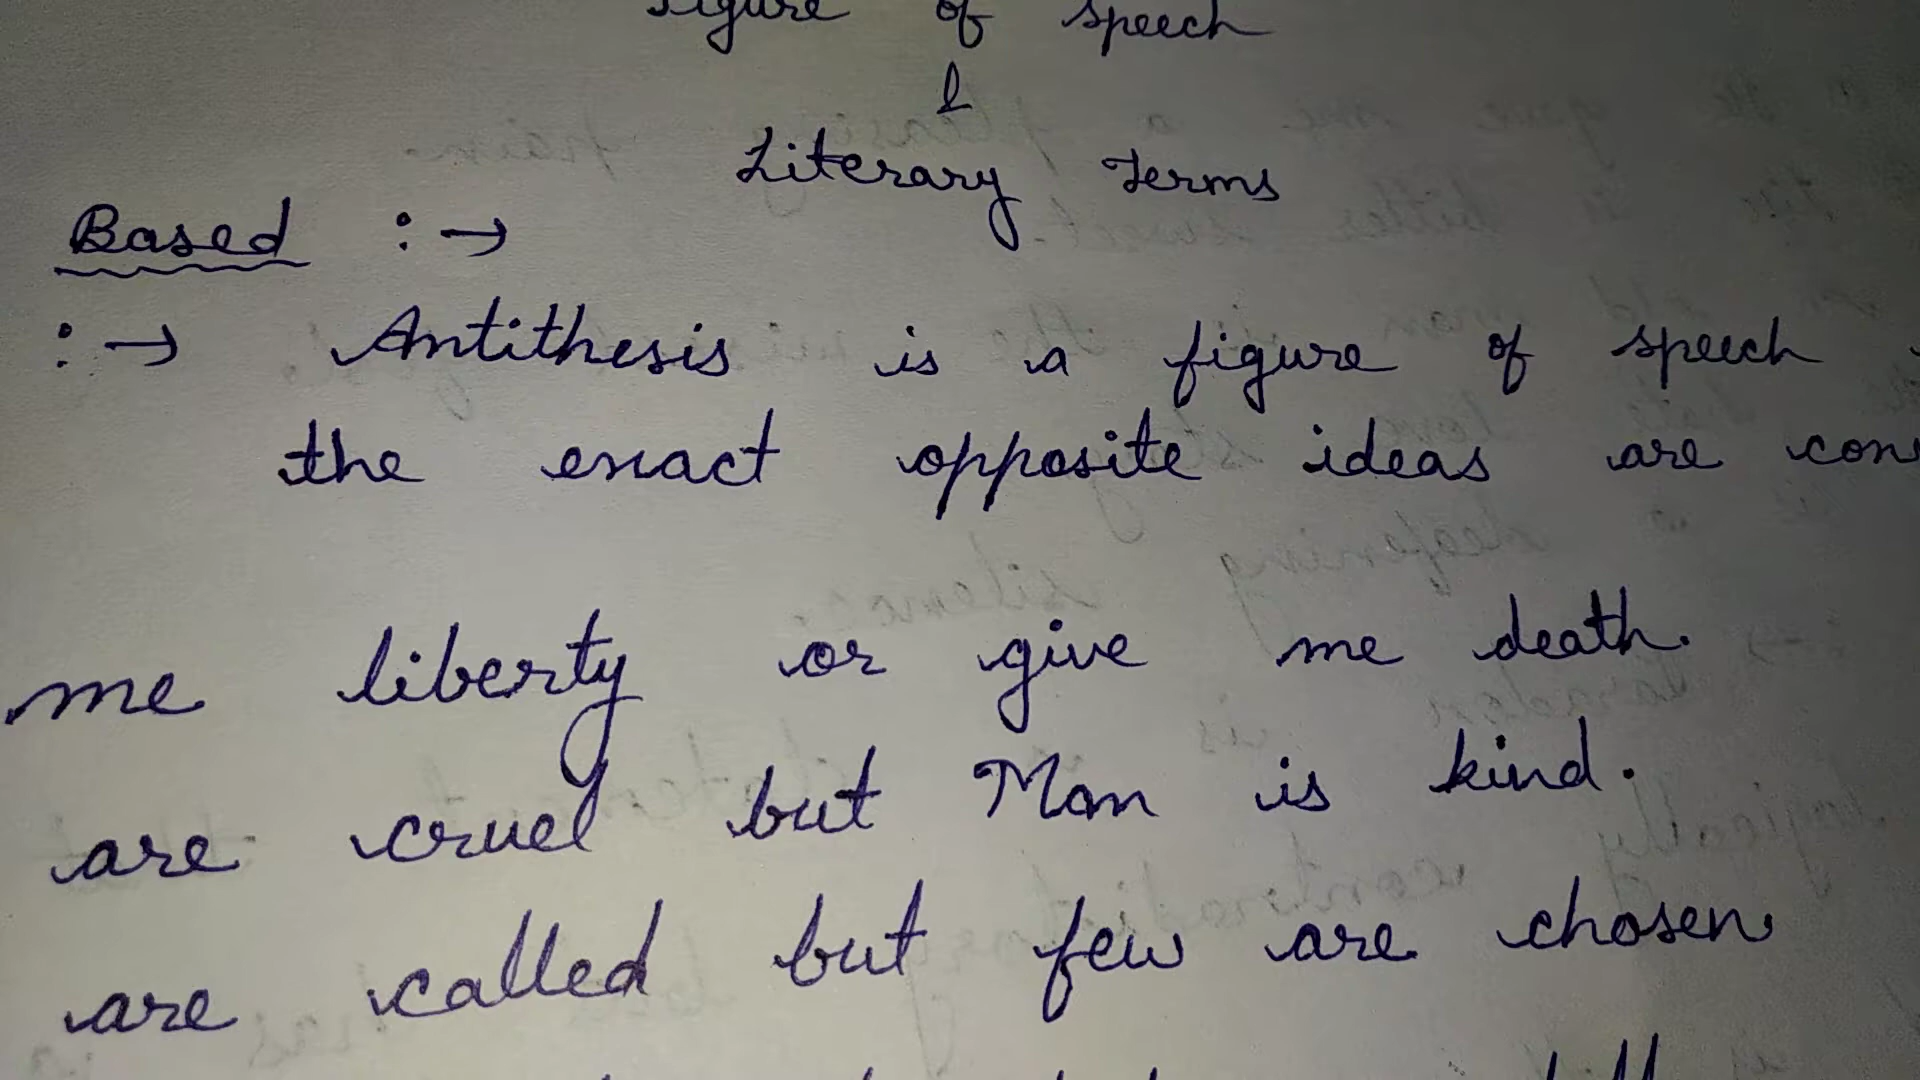 Figure of speech
&
Literary Terms
Based :→
:→ Antithesis is a figure of speech
the exact opposite ideas are
me liberty or give me death.
are cruel but Man is kind.
are called but few are chosen